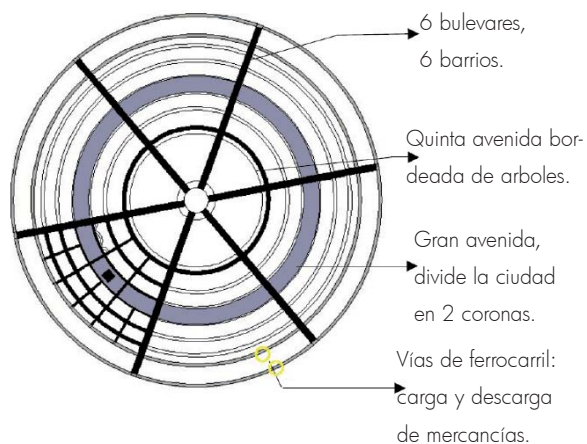 6 bulevares,
6 barrios.
Quinta avenida bor-
deada de arboles.
Gran avenida,
divide la ciudad
en 2 coronas.
Vías de ferrocarril:
carga y descarga
de mercancías.